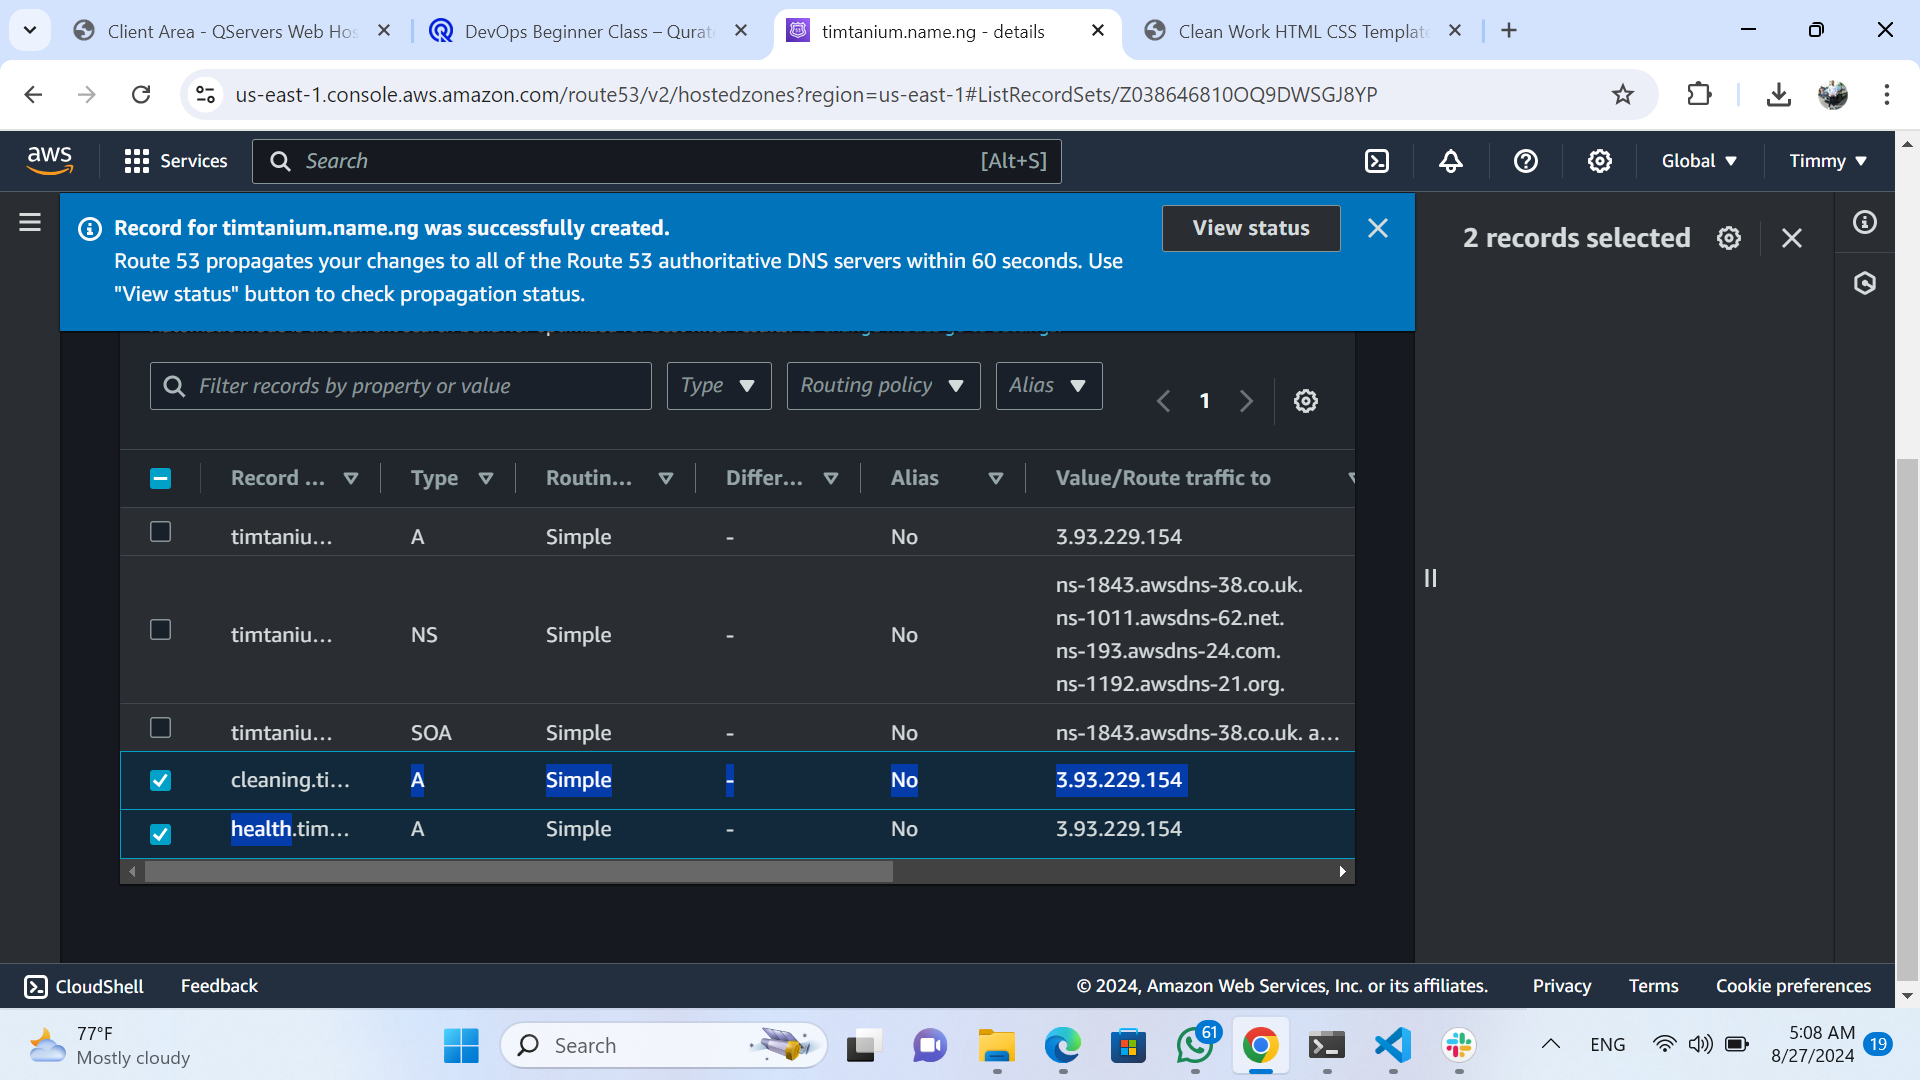 Client Area - QServers Web Hos
DevOps Beginner Class – Qurat
timtanium.name.ng - details
Clean Work HTML CSS Template
us-east-1.console.aws.amazon.com/route53/v2/hostedzones?region=us-east-1#ListRecordSets/Z038646810OQ9DWSGJ8YP
aws
Services
Search
[Alt+S]
Global
Timmy
Record for timtanium.name.ng was successfully created.
Route 53 propagates your changes to all of the Route 53 authoritative DNS servers within 60 seconds. Use
"View status" button to check propagation status.
View status
2 records selected
Filter records by property or value
Type
Routing policy
Alias
1
Record ... Type Routin... Differ... Alias Value/Route traffic to
timtaniu... A Simple - No 3.93.229.154
timtaniu... NS Simple - No ns-1843.awsdns-38.co.uk.
ns-1011.awsdns-62.net.
ns-193.awsdns-24.com.
ns-1192.awsdns-21.org.
timtaniu... SOA Simple - No ns-1843.awsdns-38.co.uk. a...
cleaning.ti... A Simple - No 3.93.229.154
health.tim... A Simple - No 3.93.229.154
CloudShell
Feedback
© 2024, Amazon Web Services, Inc. or its affiliates.
Privacy
Terms
Cookie preferences
77°F
Mostly cloudy
Search
61
ENG
5:08 AM
8/27/2024
19